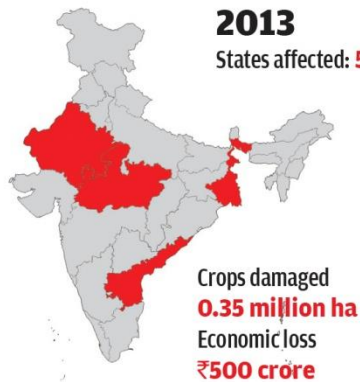 2013
States affected: 5
Crops damaged
0.35 million ha
Economic loss
₹500 crore